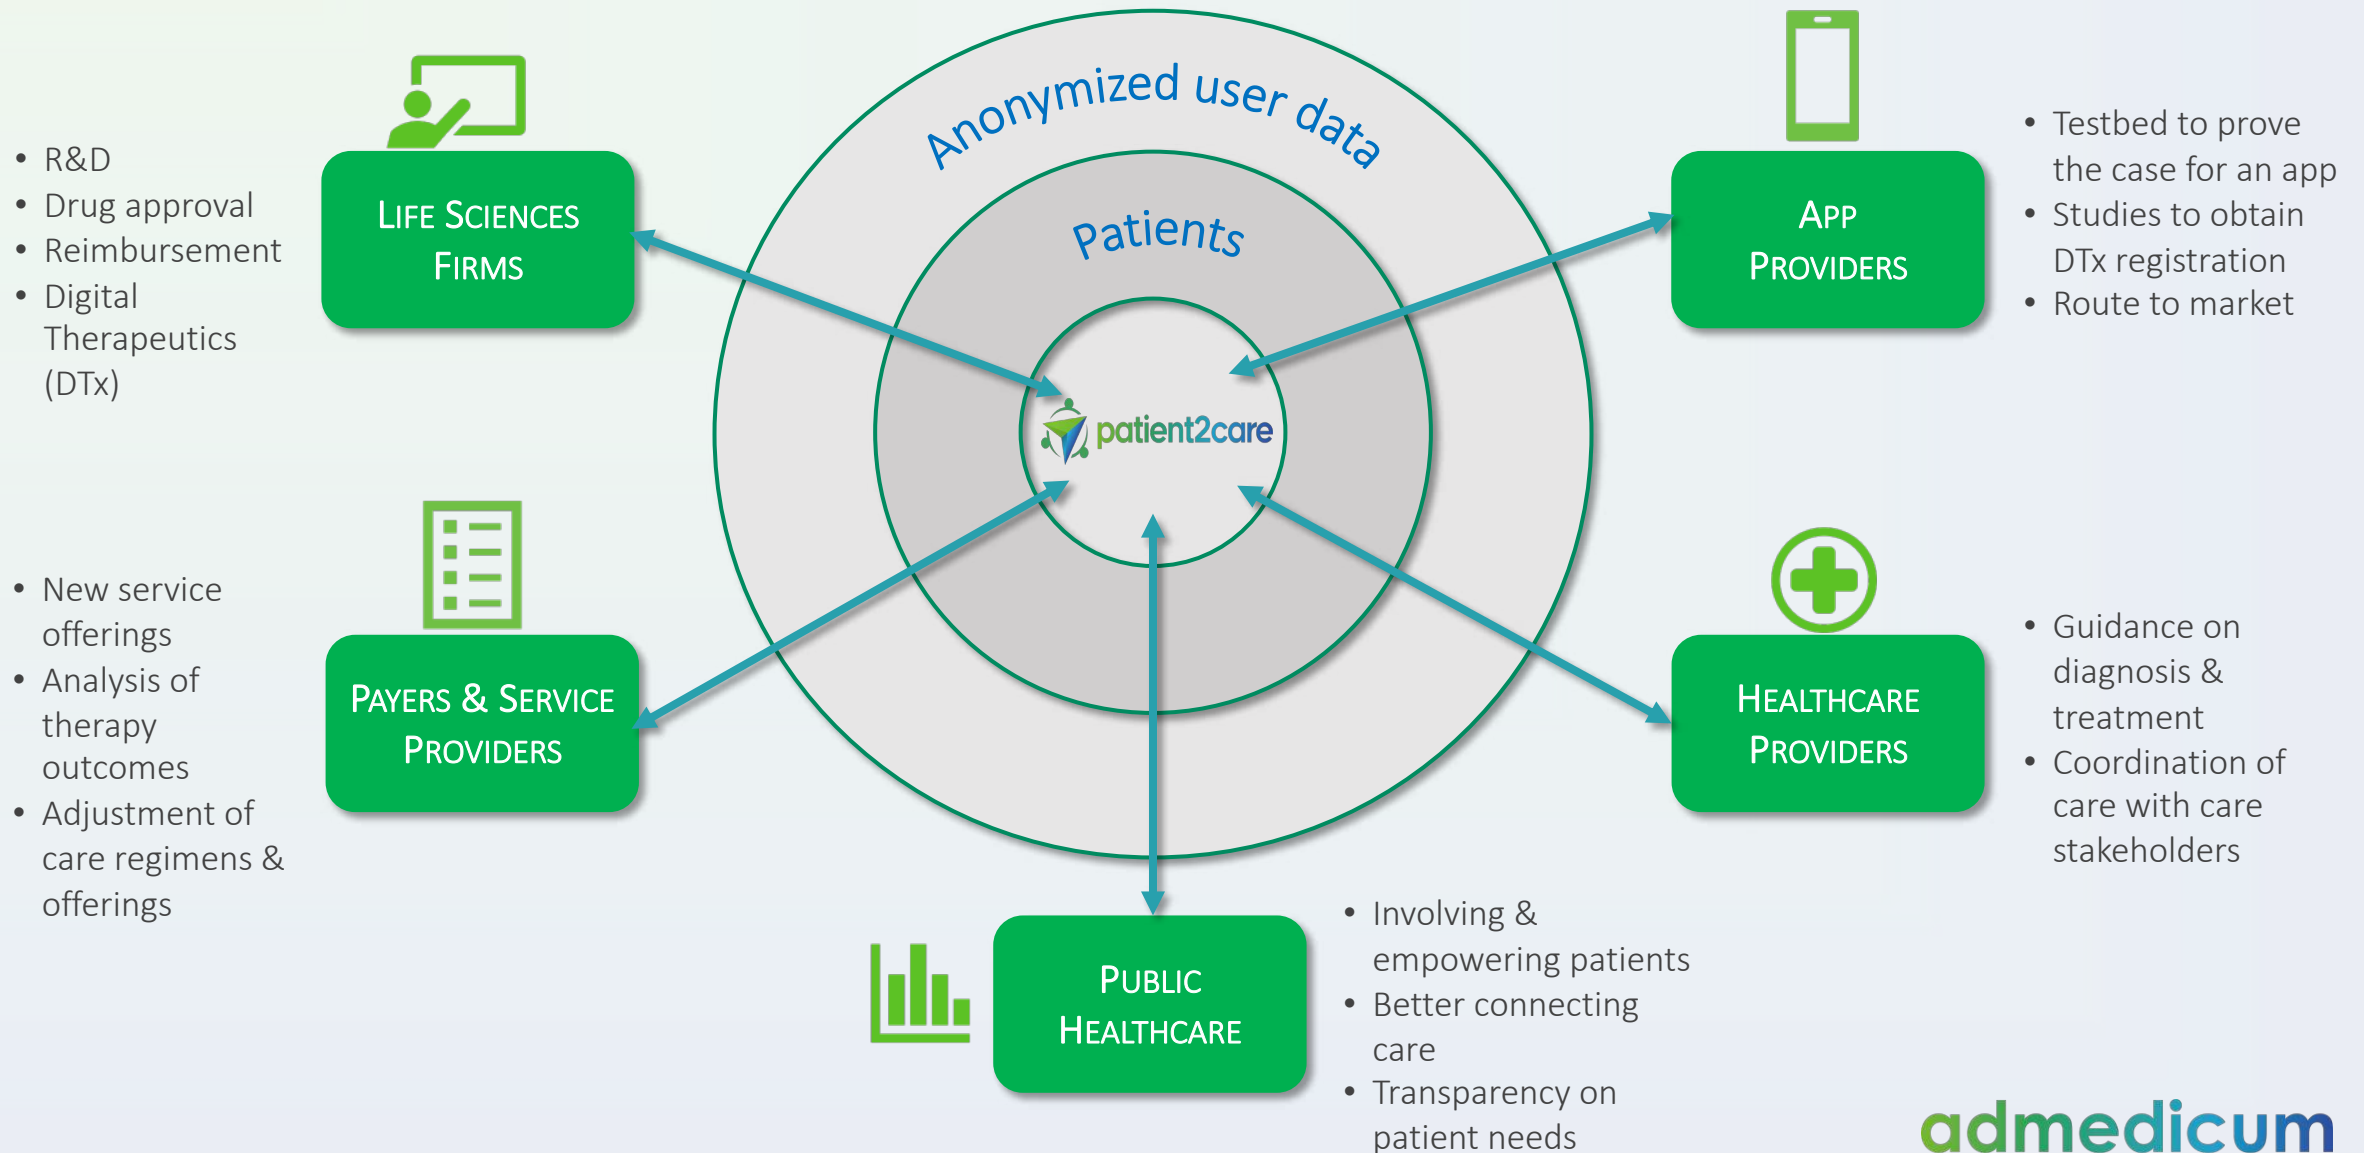 Anonymized user data
Patients
patient2care
• R&D
• Drug approval
• Reimbursement
• Digital
Therapeutics
(DTx)
LIFE SCIENCES
FIRMS
APP
PROVIDERS
• Testbed to prove
the case for an app
• Studies to obtain
DTx registration
• Route to market
• New service
offerings
• Analysis of
therapy
outcomes
• Adjustment of
care regimens &
offerings
PAYERS & SERVICE
PROVIDERS
HEALTHCARE
PROVIDERS
• Guidance on
diagnosis &
treatment
• Coordination of
care with care
stakeholders
PUBLIC
HEALTHCARE
• Involving &
empowering patients
• Better connecting
care
• Transparency on
patient needs
admedicum